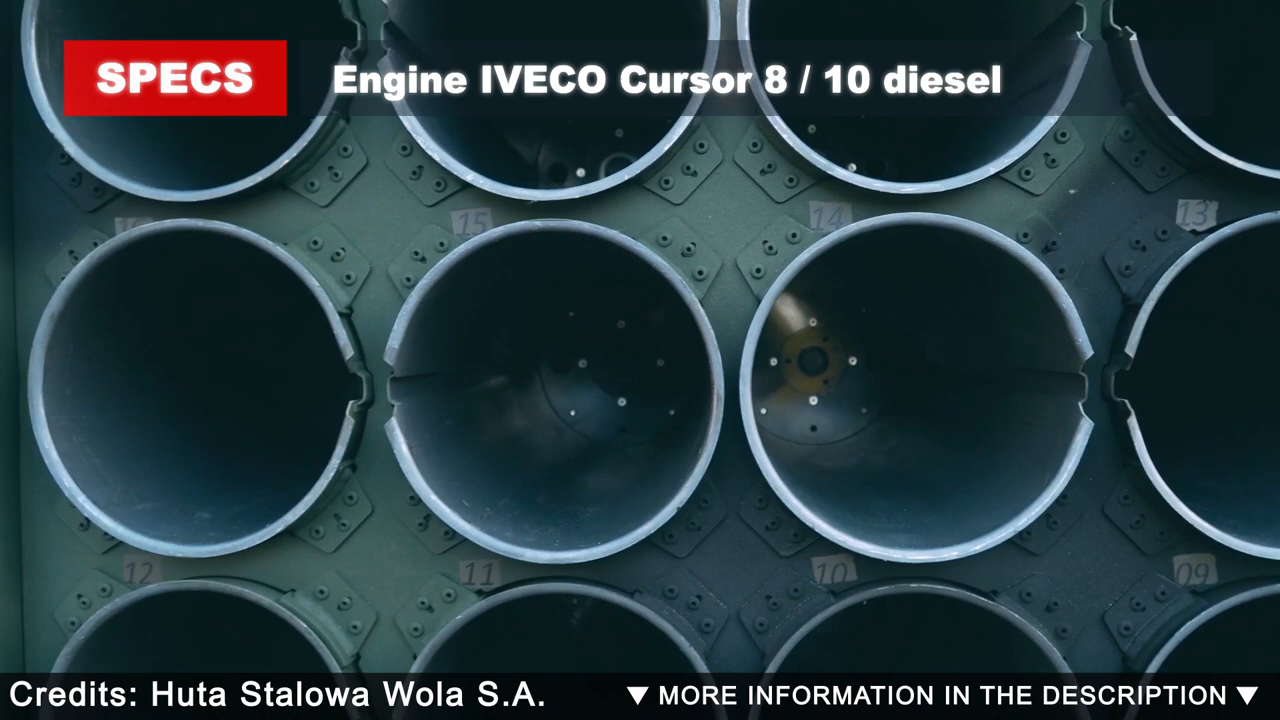 SPECS
Engine IVECO Cursor 8 / 10 diesel
15
14
13
12
11
10
09
Credits: Huta Stalowa Wola S.A.
▼ MORE INFORMATION IN THE DESCRIPTION ▼